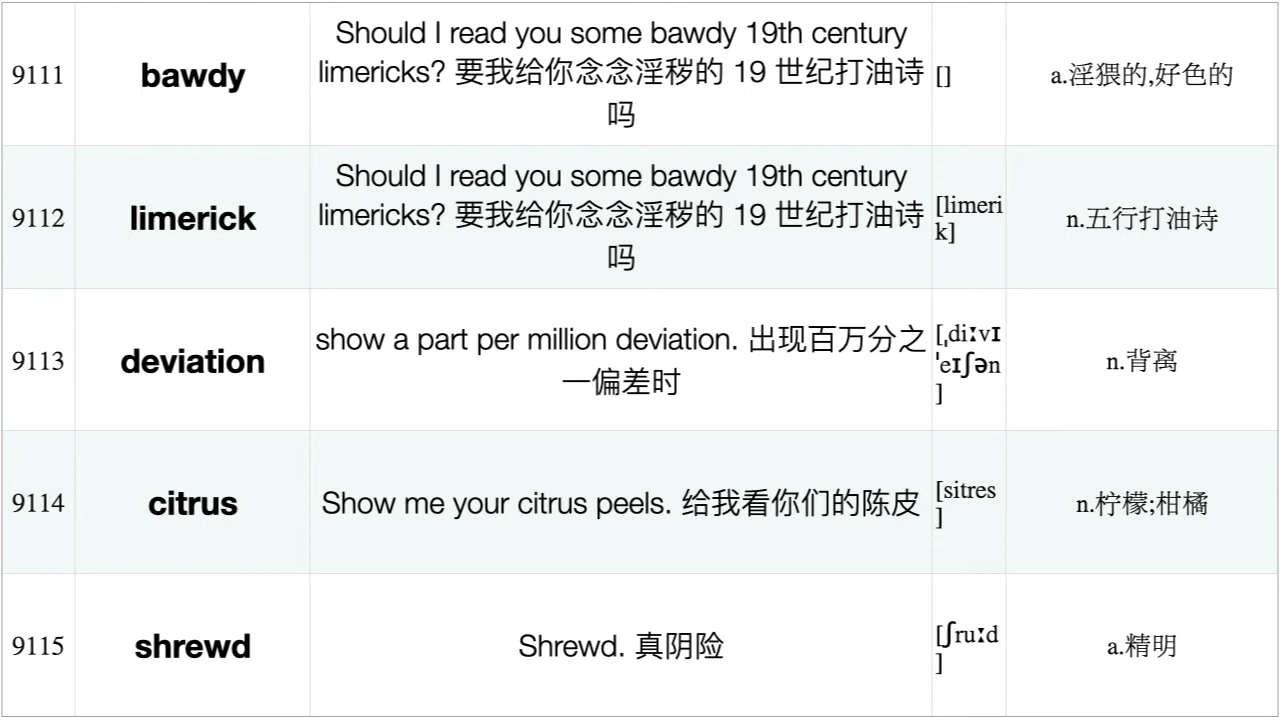 9111
bawdy
Should I read you some bawdy 19th century
limericks? 要我给你念念淫秽的 19 世纪打油诗
吗
[]
a.淫猥的,好色的
9112
limerick
Should I read you some bawdy 19th century
limericks? 要我给你念念淫秽的 19 世纪打油诗
吗
[limeri
k]
n.五行打油诗
9113
deviation
show a part per million deviation. 出现百万分之
一偏差时
[ˌdiːvɪ
ˈeɪʃən
]
n.背离
9114
citrus
Show me your citrus peels. 给我看你们的陈皮
[sitres
]
n.柠檬;柑橘
9115
shrewd
Shrewd. 真阴险
[ʃruːd
]
a.精明